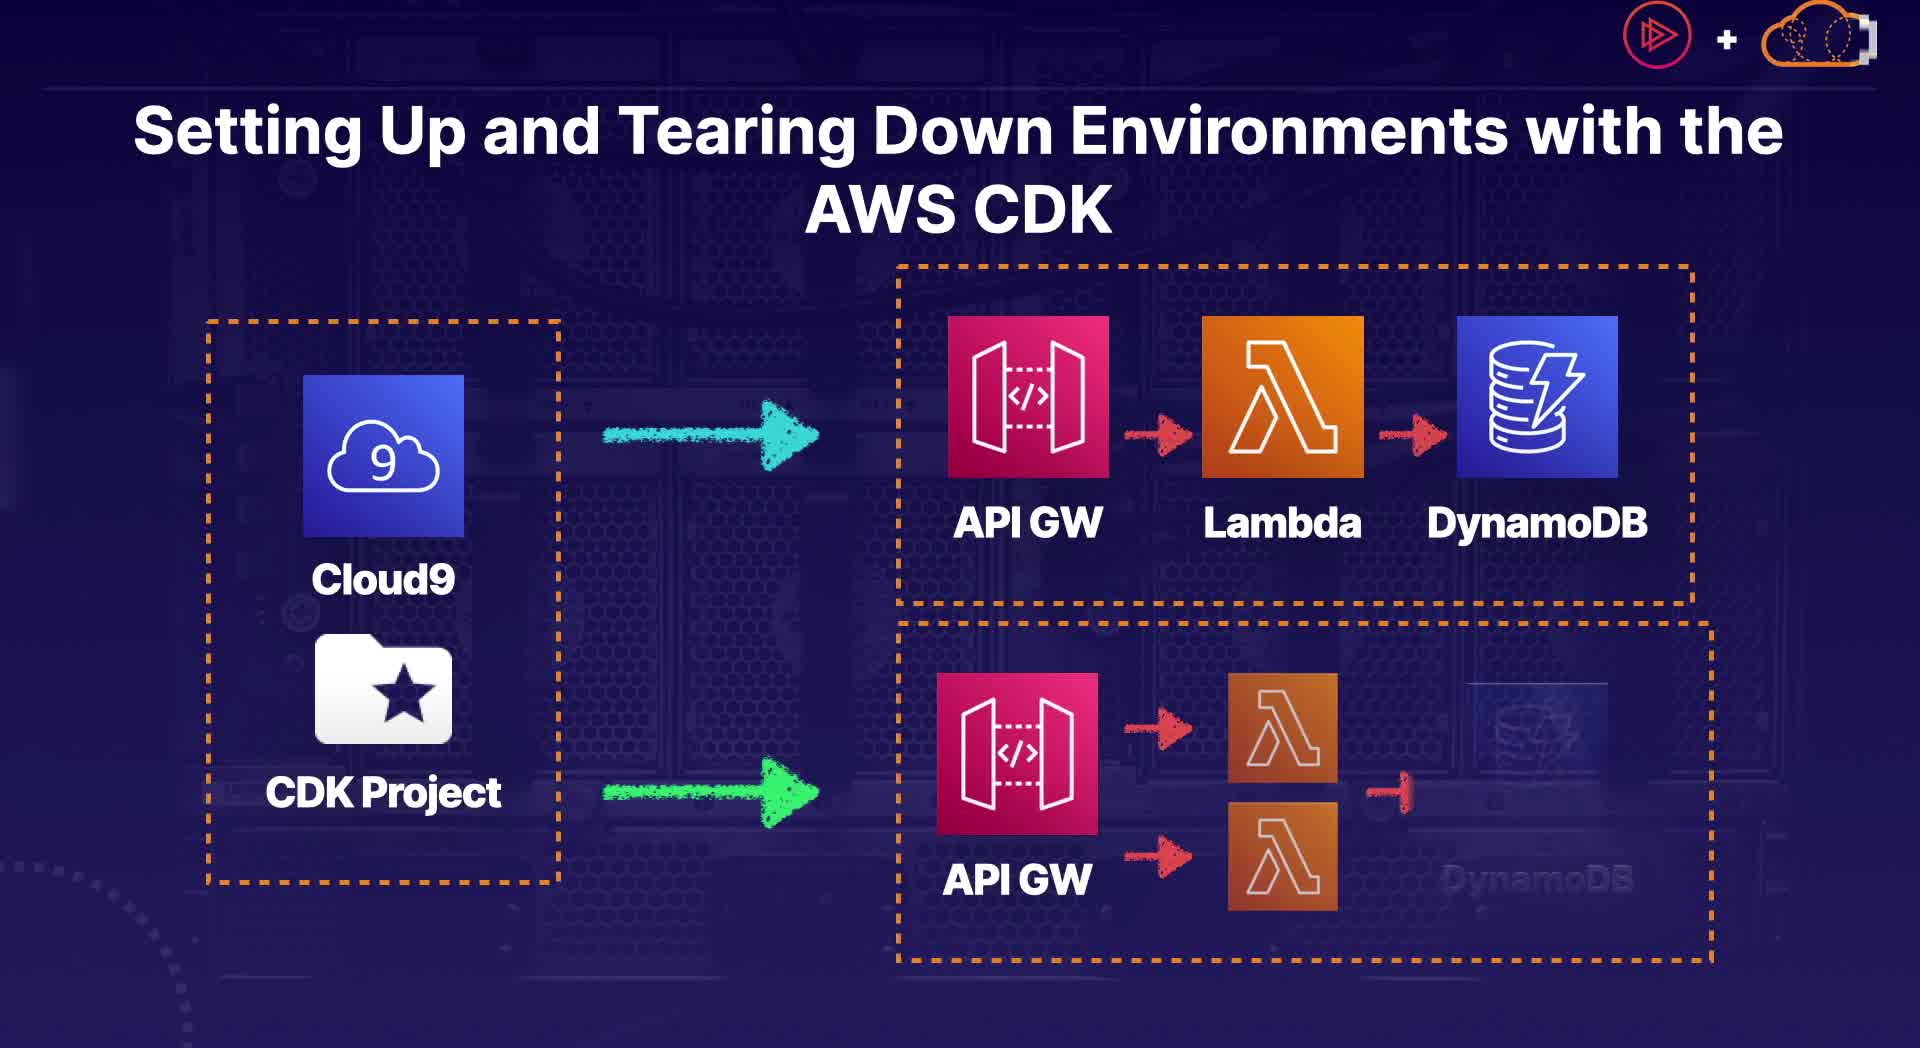 Setting Up and Tearing Down Environments with the
AWS CDK
9
Cloud9
CDK Project
</>
API GW
Lambda
DynamoDB
</>
API GW
DynamoDB